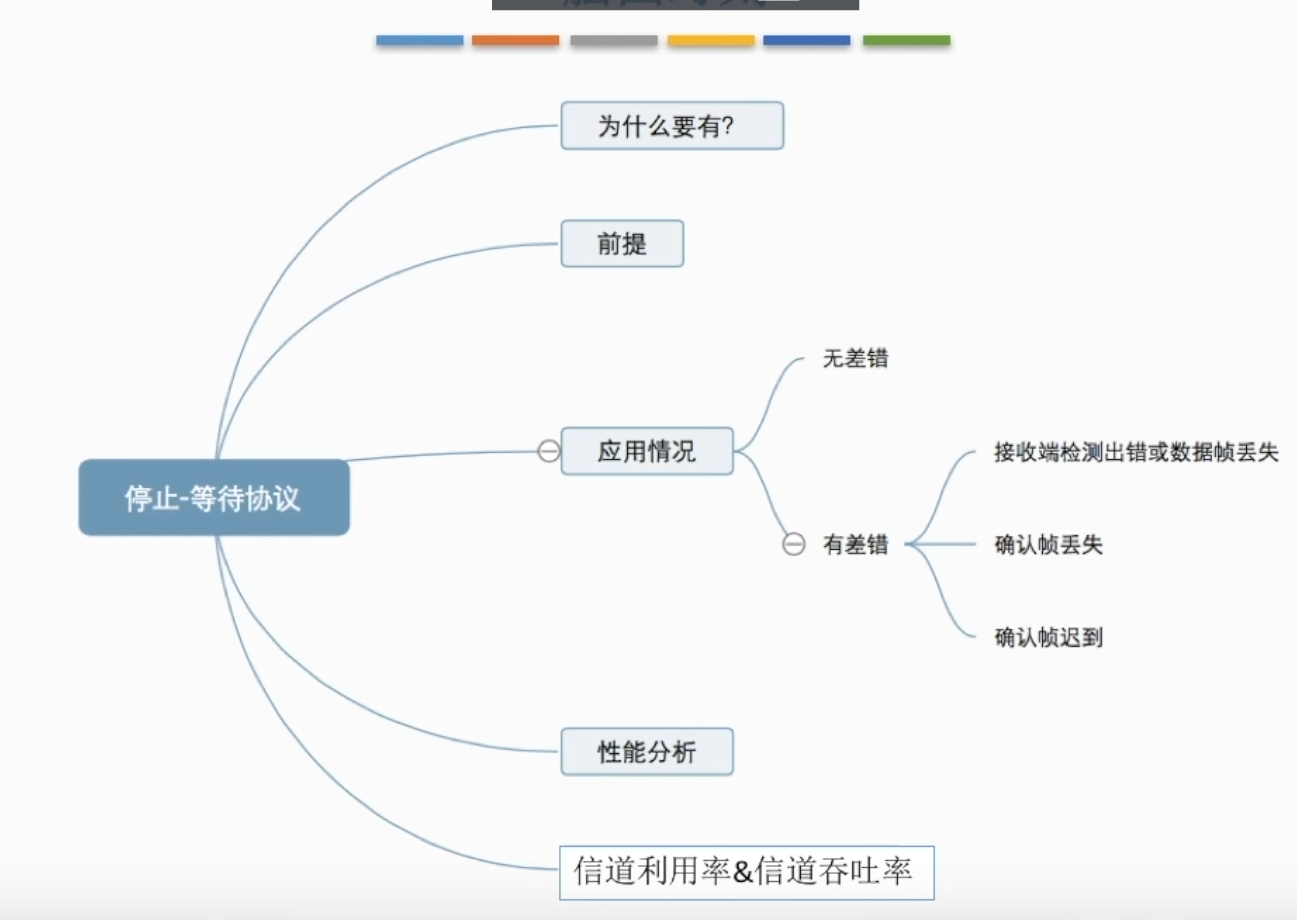 为什么要有?
前提
无差错
应用情况
接收端检测出错或数据帧丢失
停止-等待协议
有差错
确认帧丢失
确认帧迟到
性能分析
信道利用率&信道吞吐率